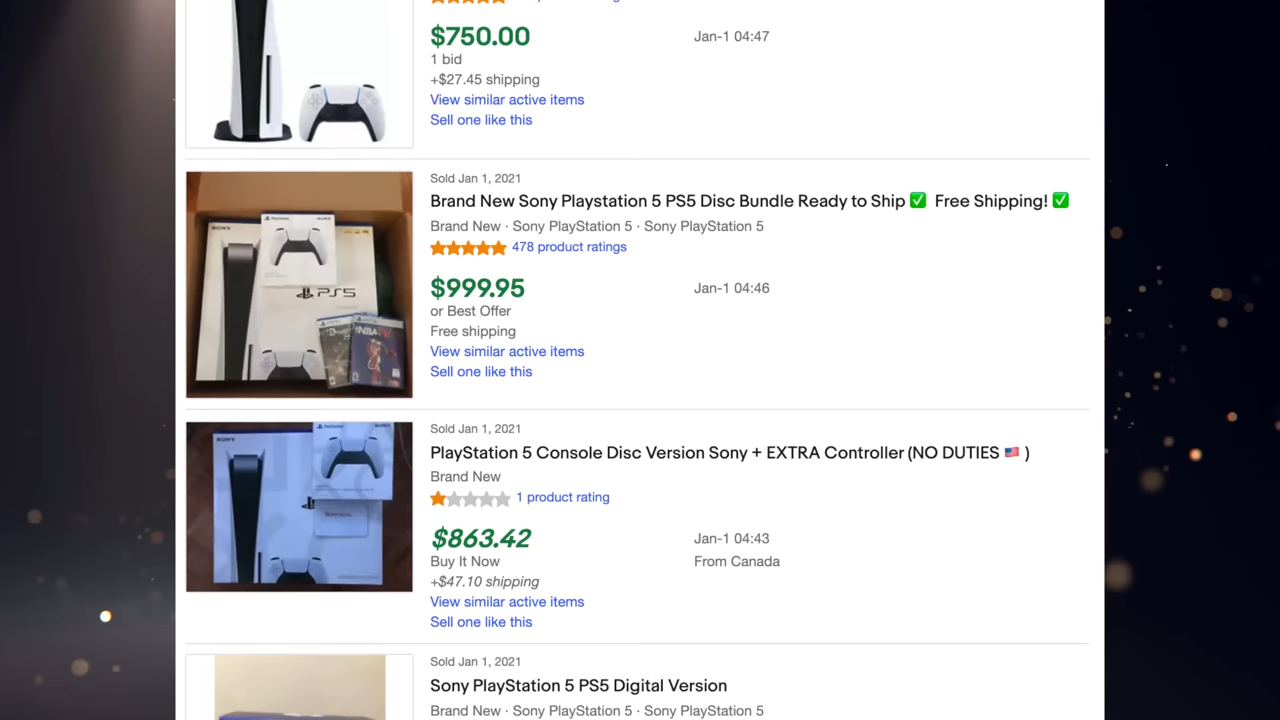 $750.00
Jan-1 04:47
1 bid
+$27.45 shipping
View similar active items
Sell one like this
Sold Jan 1, 2021
Brand New Sony Playstation 5 PS5 Disc Bundle Ready to Ship ✅ Free Shipping! ✅
Brand New · Sony PlayStation 5 · Sony PlayStation 5
478 product ratings
$999.95
Jan-1 04:46
or Best Offer
Free shipping
View similar active items
Sell one like this
SONY
PS5
NBA
Sold Jan 1, 2021
PlayStation 5 Console Disc Version Sony + EXTRA Controller (NO DUTIES 🇺🇸 )
Brand New
1 product rating
$863.42
Jan-1 04:43
Buy It Now
From Canada
+$47.10 shipping
View similar active items
Sell one like this
SONY
Sold Jan 1, 2021
Sony PlayStation 5 PS5 Digital Version
Brand New · Sony PlayStation 5 · Sony PlayStation 5